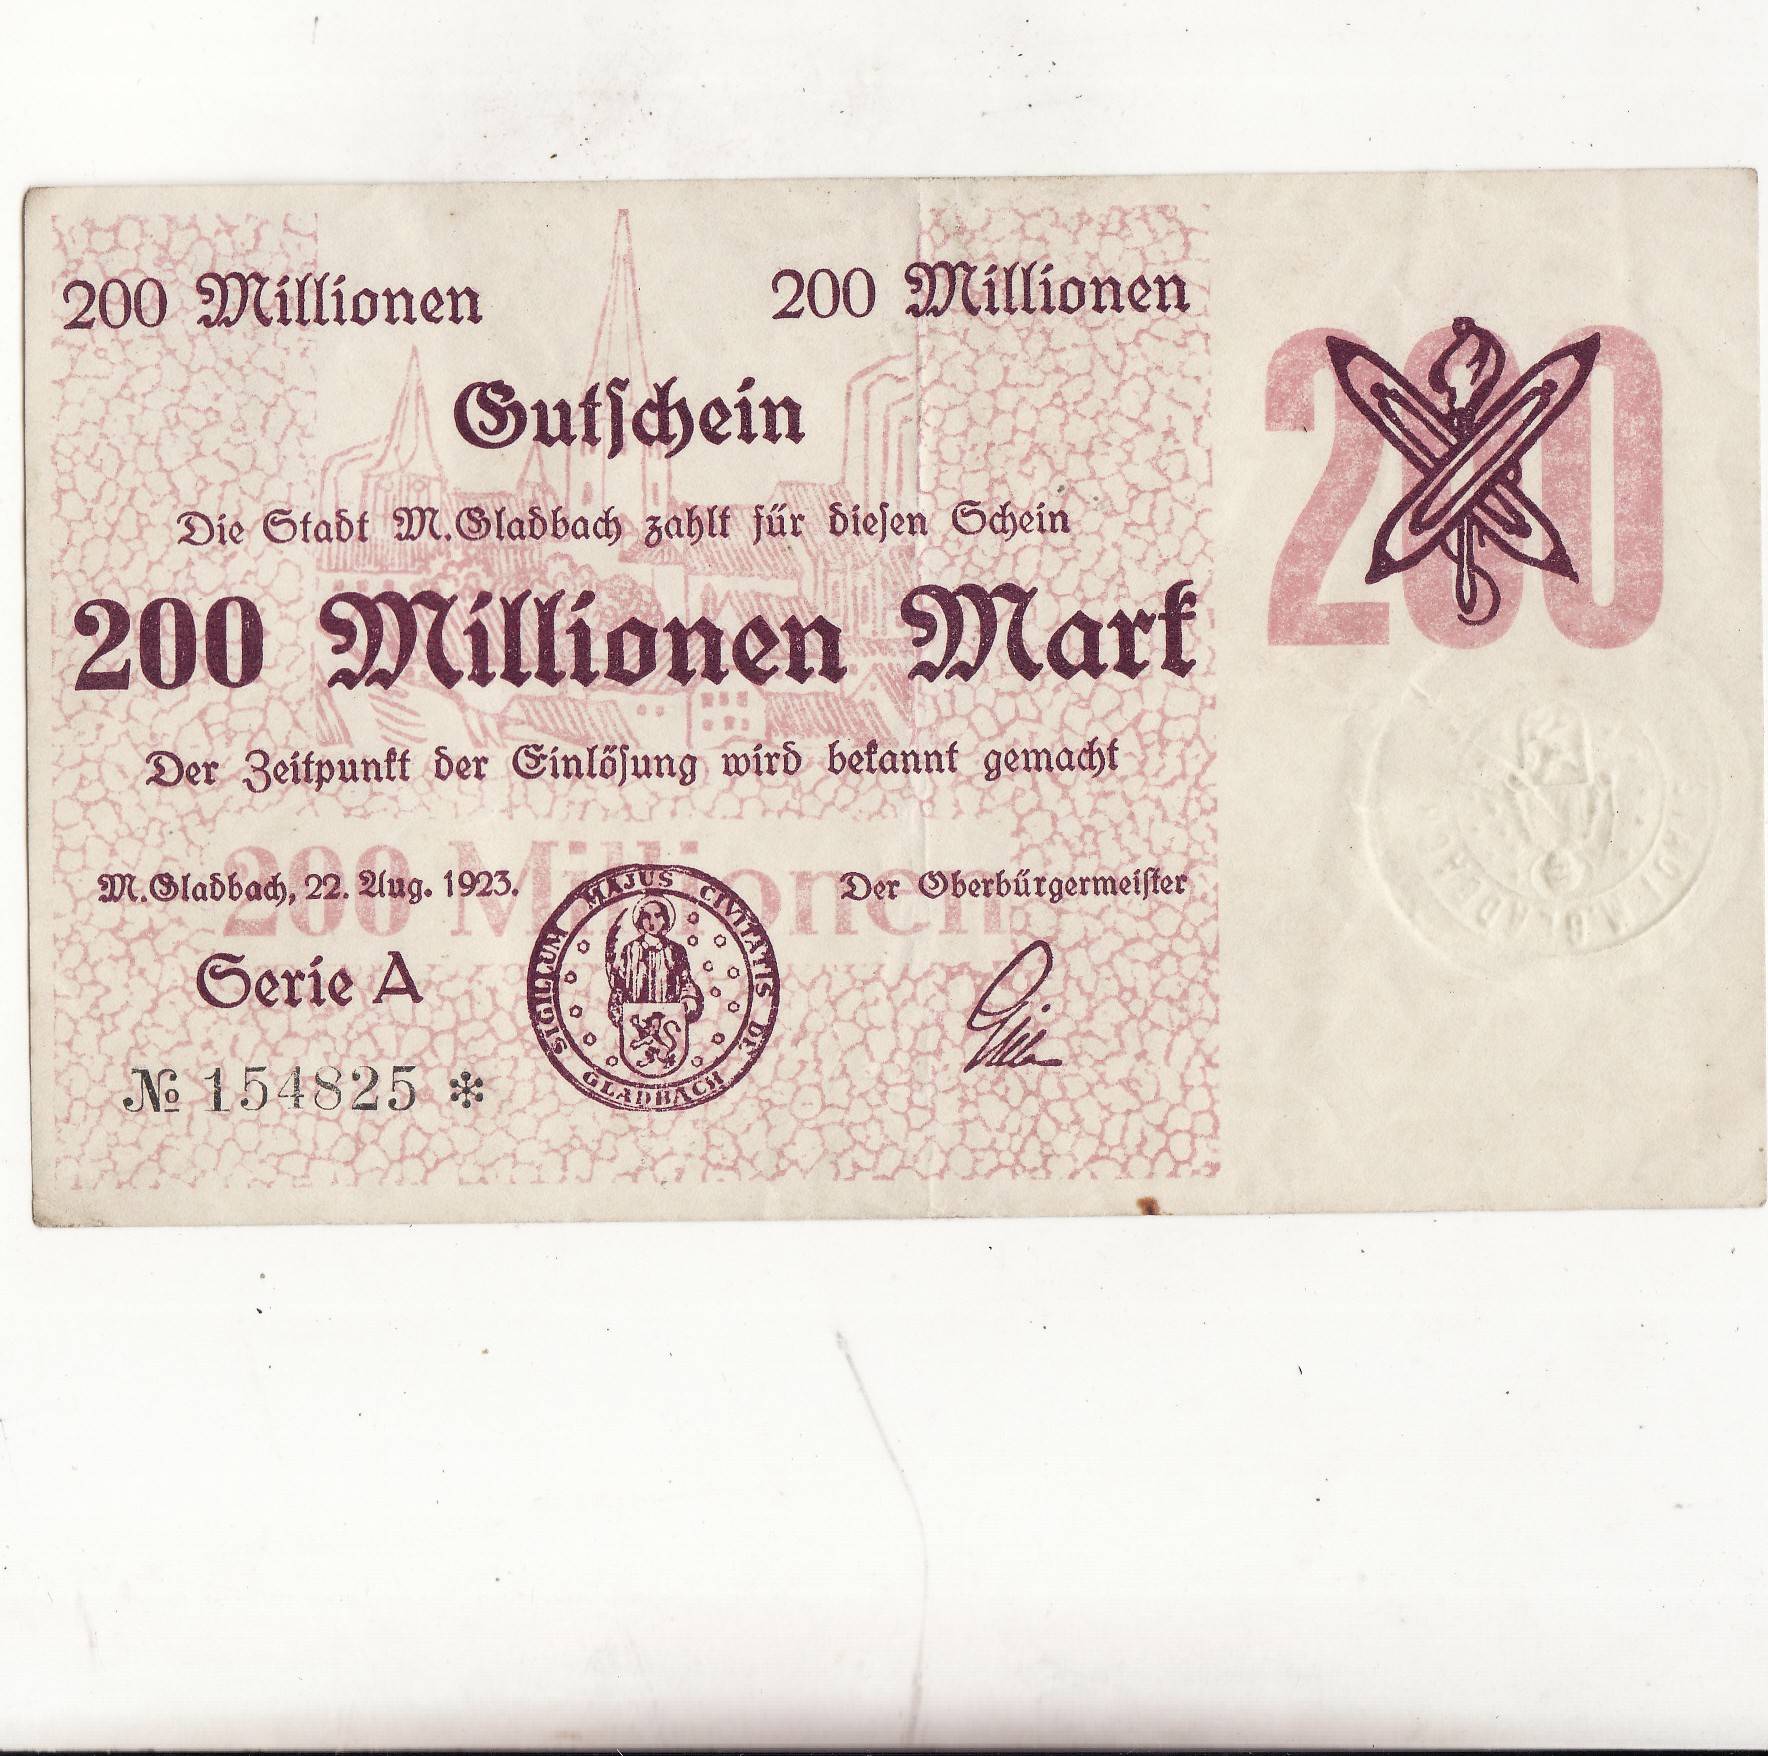 200 Millionen 200 Millionen
Gutschein
Die Stadt M.Gladbach zahlt für diesen Schein
200 Millionen Mark
Der Zeitpunkt der Einlösung wird bekannt gemacht
200 Millionen
M.Gladbach, 22. Aug. 1923.
Der Oberbürgermeister
Serie A
№ 154825 *
SIGILLUM MAJUS CIVITATIS DE GLADBACH
200